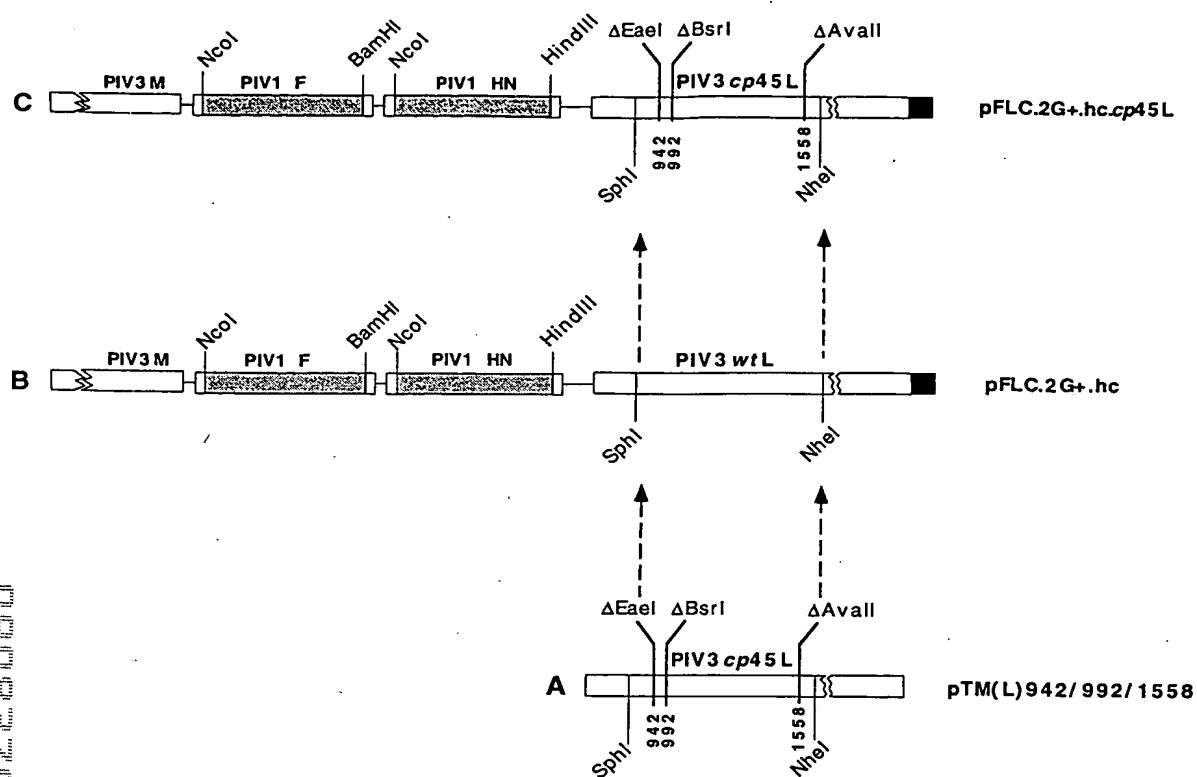 ΔEaeI ΔBsrI ΔAvaII
NcoI BamHI NcoI HindIII
PIV3 M PIV1 F PIV1 HN PIV3 cp45 L
C pFLC.2G+.hc.cp45L
942 992 1558
SphI NheI
NcoI BamHI NcoI HindIII
PIV3 M PIV1 F PIV1 HN PIV3 wt L
B pFLC.2G+.hc
SphI NheI
ΔEaeI ΔBsrI ΔAvaII
PIV3 cp45 L
A pTM(L)942/992/1558
942 992 1558
SphI NheI